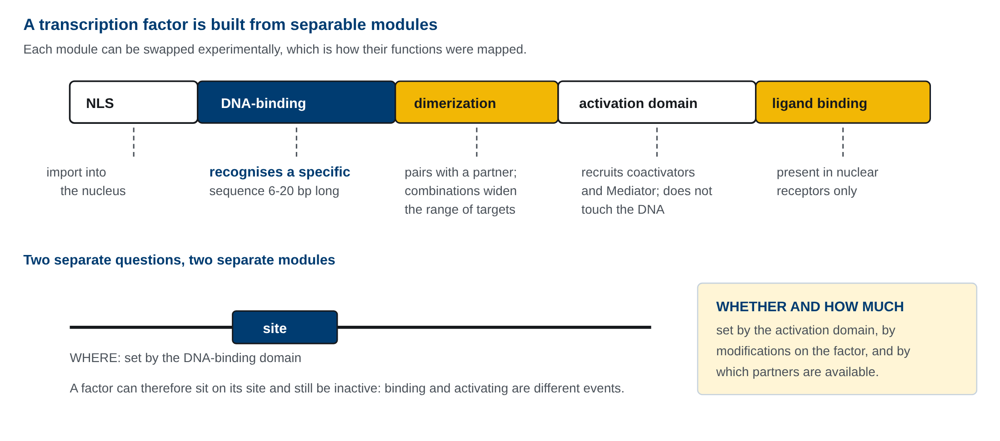 A transcription factor is built from separable modules
Each module can be swapped experimentally, which is how their functions were mapped.
NLS
DNA-binding
dimerization
activation domain
ligand binding
import into
the nucleus
recognises a specific
sequence 6-20 bp long
pairs with a partner;
combinations widen
the range of targets
recruits coactivators
and Mediator; does not
touch the DNA
present in nuclear
receptors only
Two separate questions, two separate modules
site
WHERE: set by the DNA-binding domain
A factor can therefore sit on its site and still be inactive: binding and activating are different events.
WHETHER AND HOW MUCH
set by the activation domain, by
modifications on the factor, and by
which partners are available.